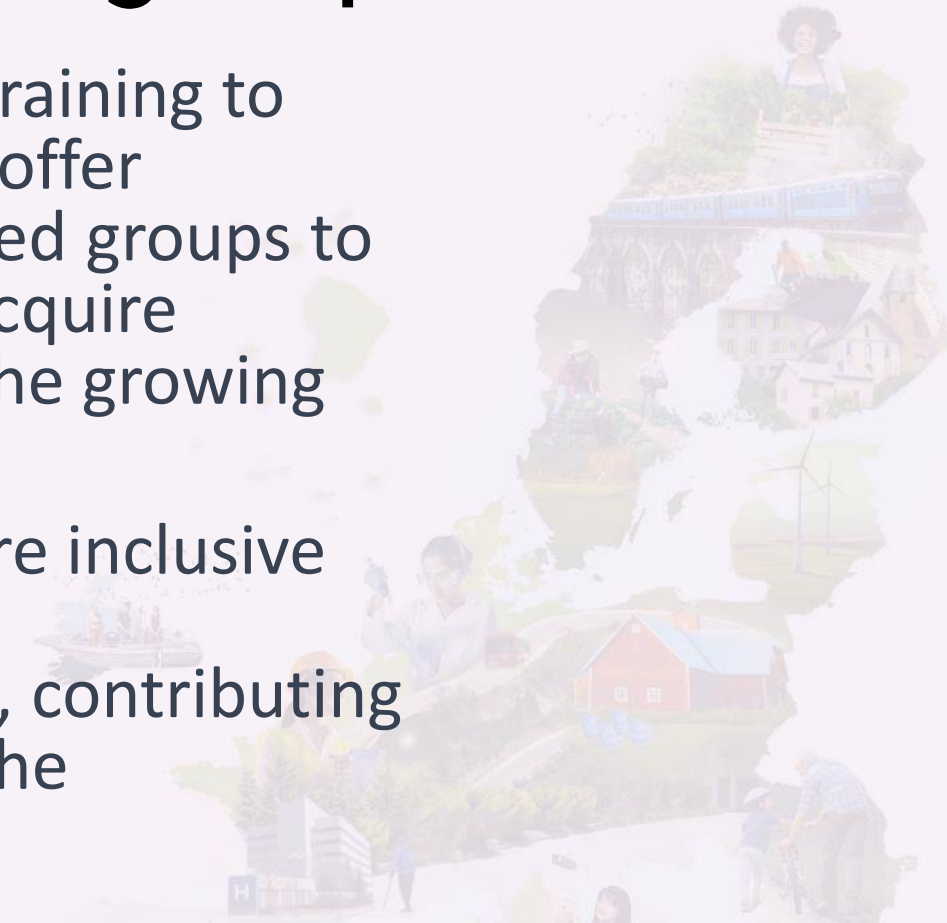 raining to
offer
ed groups to
cquire
he growing
re inclusive
, contributing
he
H